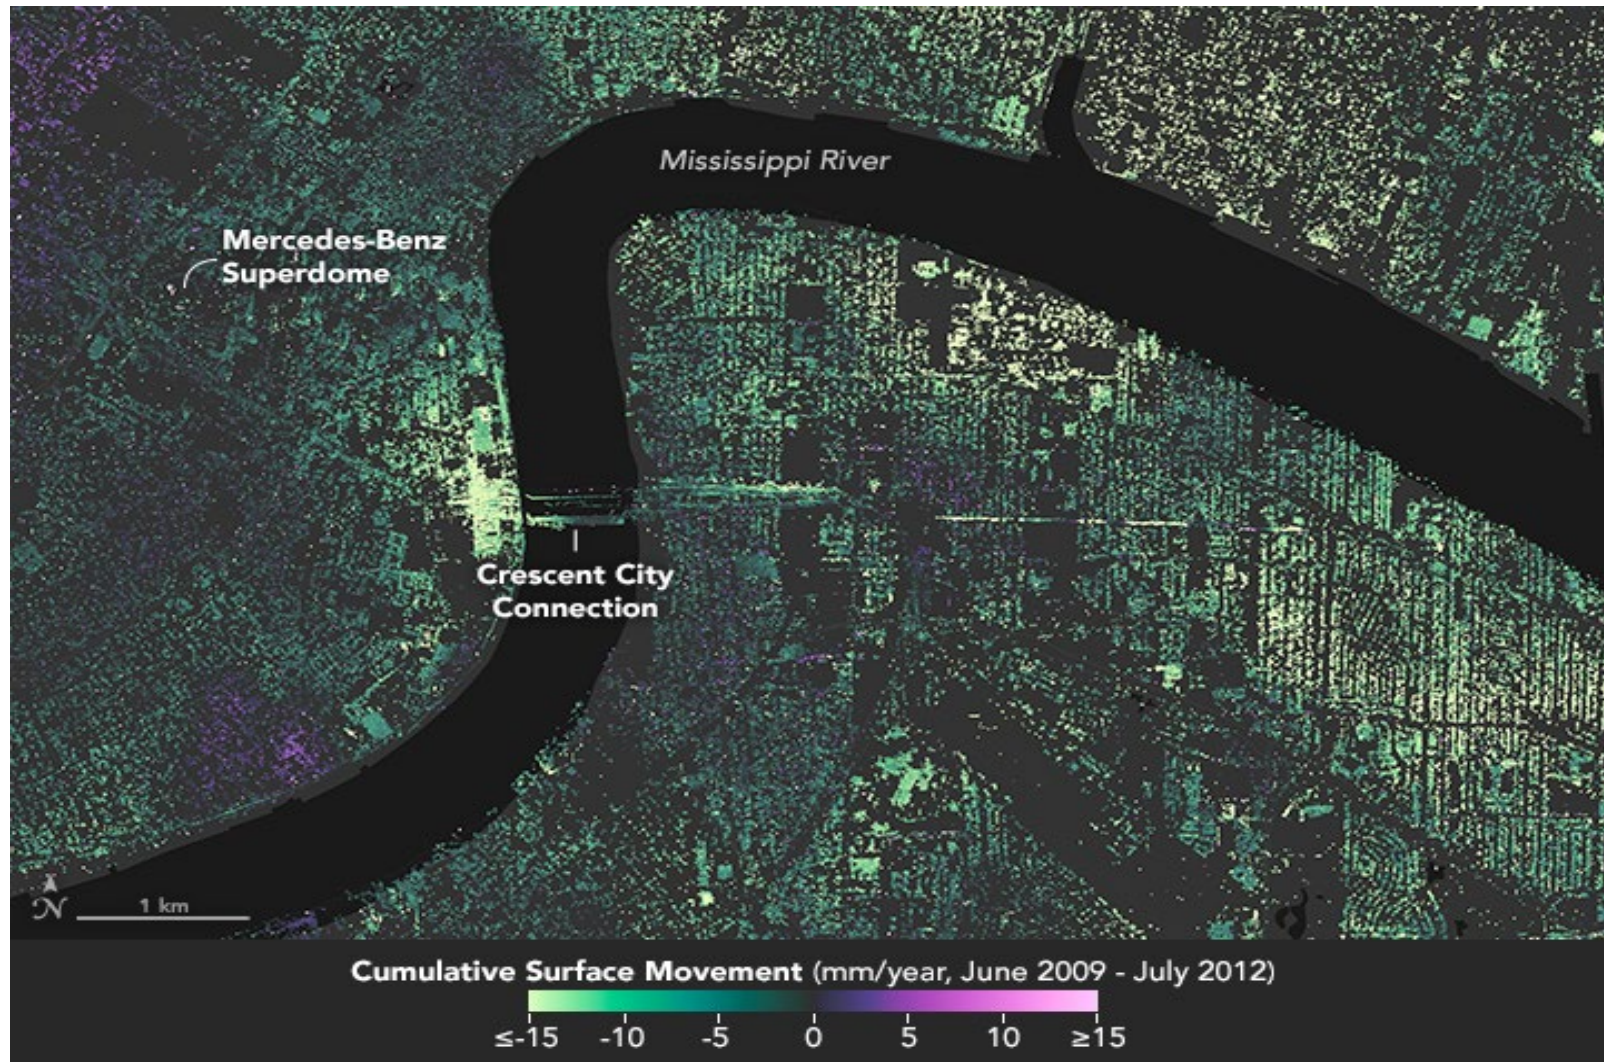 Mississippi River
Mercedes-Benz
Superdome
Crescent City
Connection
N
1 km
Cumulative Surface Movement (mm/year, June 2009 - July 2012)
≤-15 -10 -5 0 5 10 ≥15